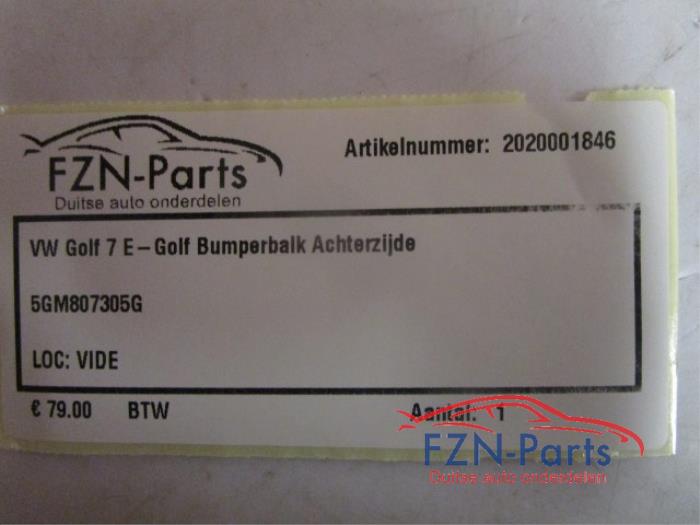 FZN-Parts
Duitse auto onderdelen
Artikelnummer: 2020001846
VW Golf 7 E-Golf Bumperbalk Achterzijde
5GM807305G
LOC: VIDE
€ 79.00 BTW Aantal: 1
FZN-Parts
Duitse auto onderdelen